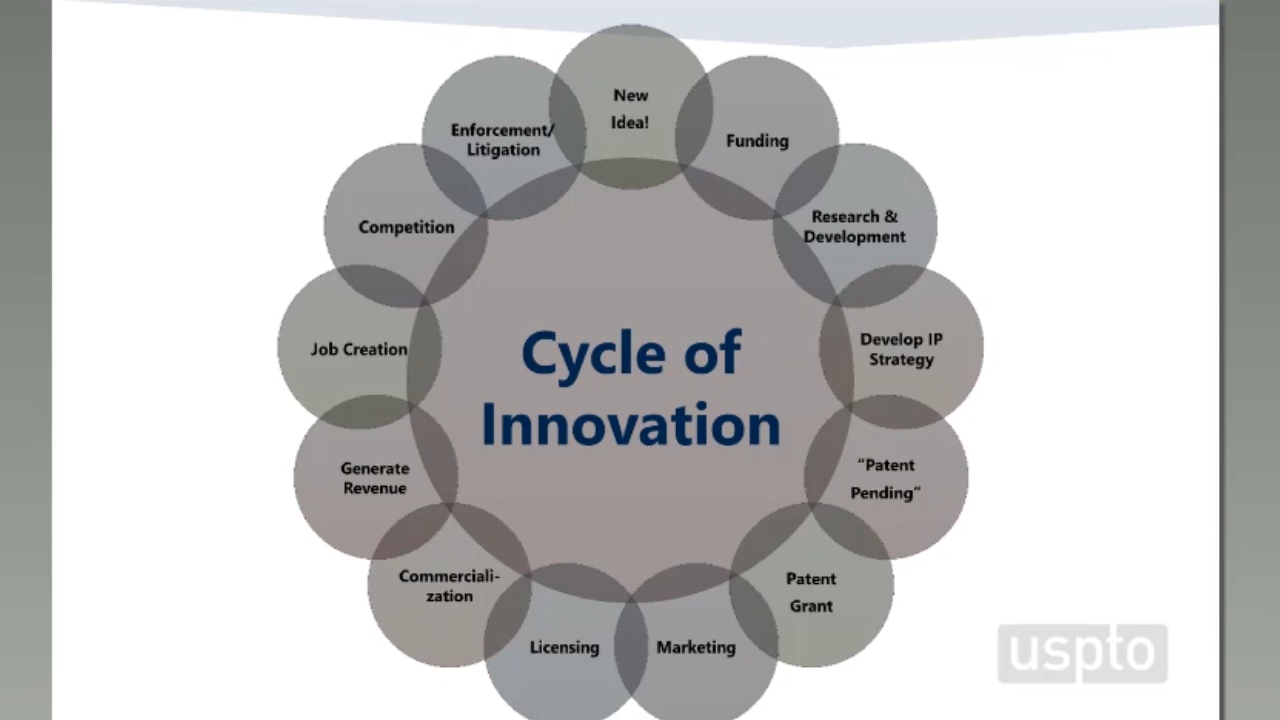 New
Idea!
Funding
Research &
Development
Develop IP
Strategy
“Patent
Pending”
Patent
Grant
Marketing
Licensing
Commerciali-
zation
Generate
Revenue
Job Creation
Competition
Enforcement/
Litigation
Cycle of
Innovation
uspto